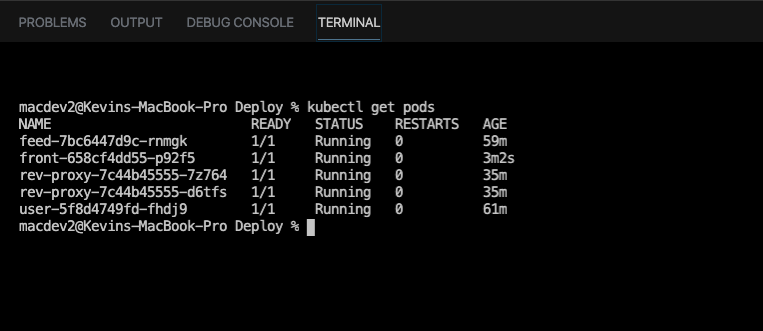 PROBLEMS OUTPUT DEBUG CONSOLE TERMINAL
macdev2@Kevins-MacBook-Pro Deploy % kubectl get pods
NAME READY STATUS RESTARTS AGE
feed-7bc6447d9c-rnmgk 1/1 Running 0 59m
front-658cf4dd55-p92f5 1/1 Running 0 3m2s
rev-proxy-7c44b45555-7z764 1/1 Running 0 35m
rev-proxy-7c44b45555-d6tfs 1/1 Running 0 35m
user-5f8d4749fd-fhdj9 1/1 Running 0 61m
macdev2@Kevins-MacBook-Pro Deploy %